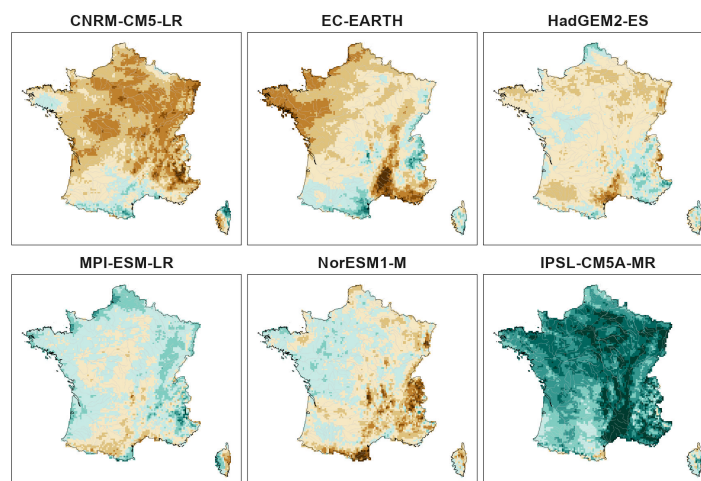 CNRM-CM5-LR
EC-EARTH
HadGEM2-ES
MPI-ESM-LR
NorESM1-M
IPSL-CM5A-MR